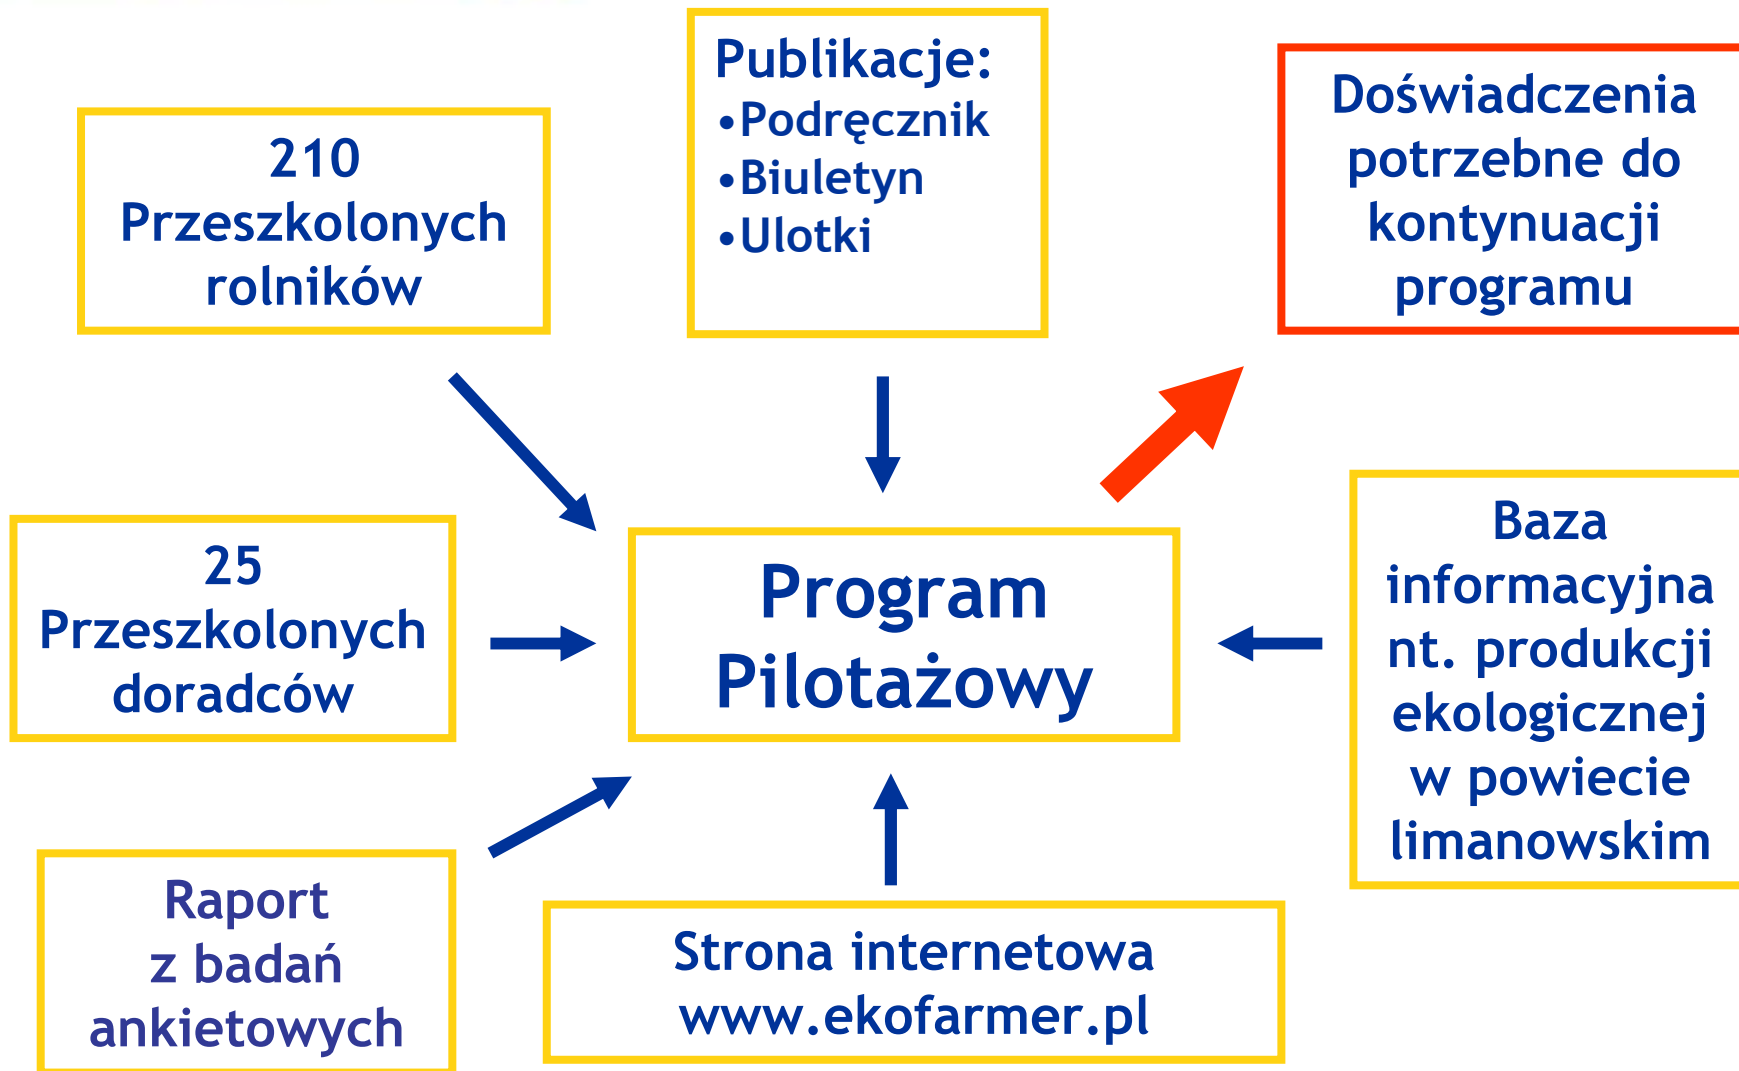 210
Przeszkolonych
rolników
Publikacje:
•Podręcznik
•Biuletyn
•Ulotki
Doświadczenia
potrzebne do
kontynuacji
programu
25
Przeszkolonych
doradców
Program
Pilotażowy
Baza
informacyjna
nt. produkcji
ekologicznej
w powiecie
limanowskim
Raport
z badań
ankietowych
Strona internetowa
www.ekofarmer.pl